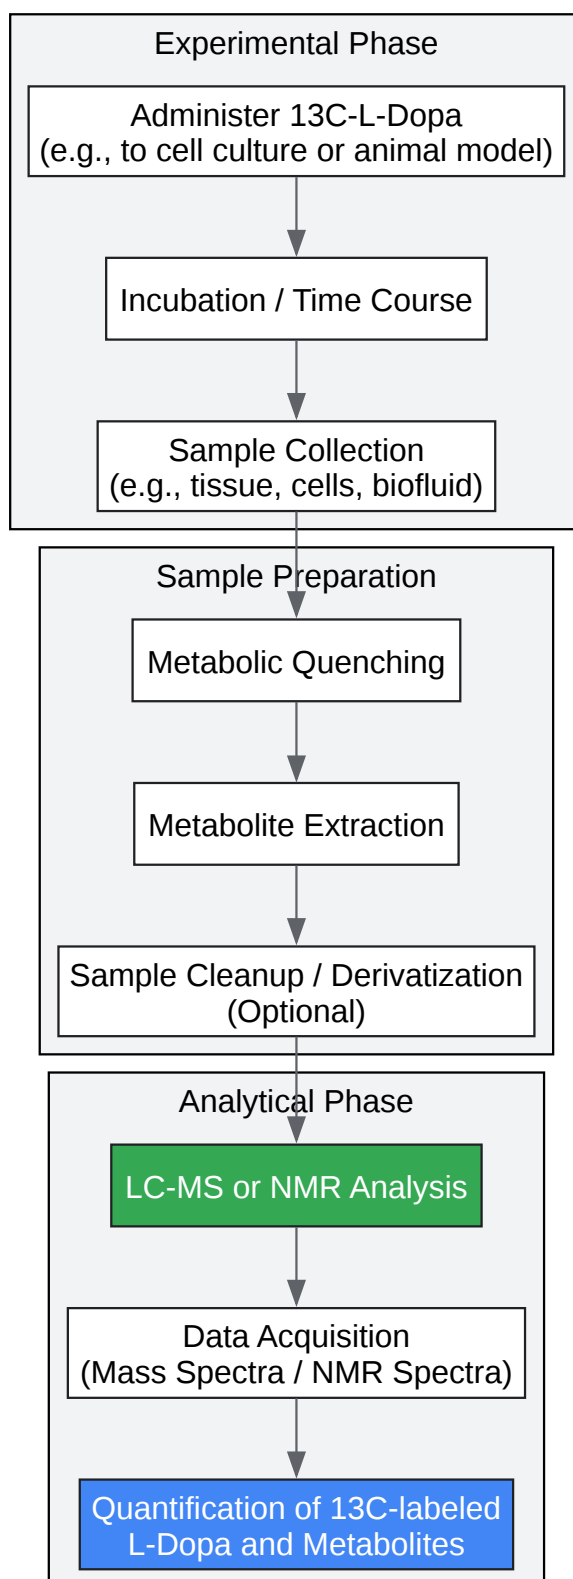 Experimental Phase
Administer 13C-L-Dopa
(e.g., to cell culture or animal model)
Incubation / Time Course
Sample Collection
(e.g., tissue, cells, biofluid)
Sample Preparation
Metabolic Quenching
Metabolite Extraction
Sample Cleanup / Derivatization
(Optional)
Analytical Phase
LC-MS or NMR Analysis
Data Acquisition
(Mass Spectra / NMR Spectra)
Quantification of 13C-labeled
L-Dopa and Metabolites